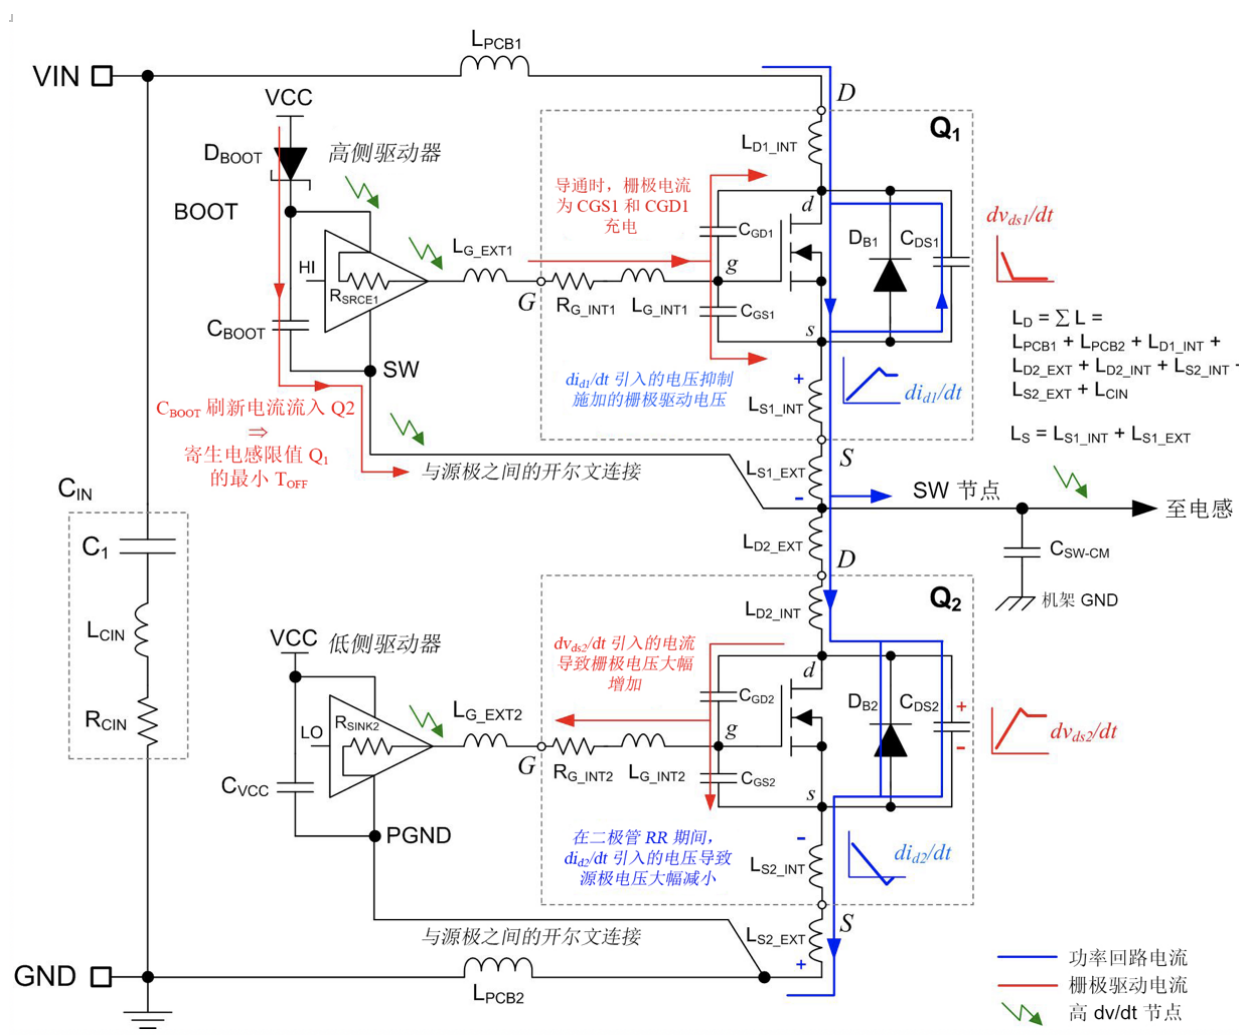 L_PCB1
VIN
VCC
D
Q₁
D_BOOT
高侧驱动器
L_D1_INT
BOOT
导通时，栅极电流
为 CGS1 和 CGD1
充电
d
dv_ds1/dt
L_G_EXT1
C_GD1
D_B1
C_DS1
HI
R_SRCE1
g
G
R_G_INT1
L_G_INT1
C_GS1
C_BOOT
s
L_D = ∑ L =
L_PCB1 + L_PCB2 + L_D1_INT +
L_D2_EXT + L_D2_INT + L_S2_INT +
L_S2_EXT + L_CIN
SW
di_d1/dt 引入的电压抑制
施加的栅极驱动电压
+
L_S1_INT
di_d1/dt
C_BOOT 刷新电流流入 Q2
⇒
寄生电感限值 Q₁
的最小 T_OFF
L_S = L_S1_INT + L_S1_EXT
S
与源极之间的开尔文连接
L_S1_EXT
-
SW 节点
至电感
C_IN
C₁
L_D2_EXT
C_SW-CM
D
机架 GND
L_D2_INT
Q₂
L_CIN
VCC
低侧驱动器
dv_ds2/dt 引入的电流
导致栅极电压大幅
增加
d
R_CIN
L_G_EXT2
C_GD2
D_B2
C_DS2
+
-
dv_ds2/dt
LO
R_SINK2
g
G
R_G_INT2
L_G_INT2
C_GS2
C_VCC
s
PGND
在二极管 RR 期间，
di_d2/dt 引入的电压导致
源极电压大幅减小
-
L_S2_INT
di_d2/dt
S
与源极之间的开尔文连接
L_S2_EXT
+
GND
L_PCB2
功率回路电流
栅极驱动电流
高 dv/dt 节点